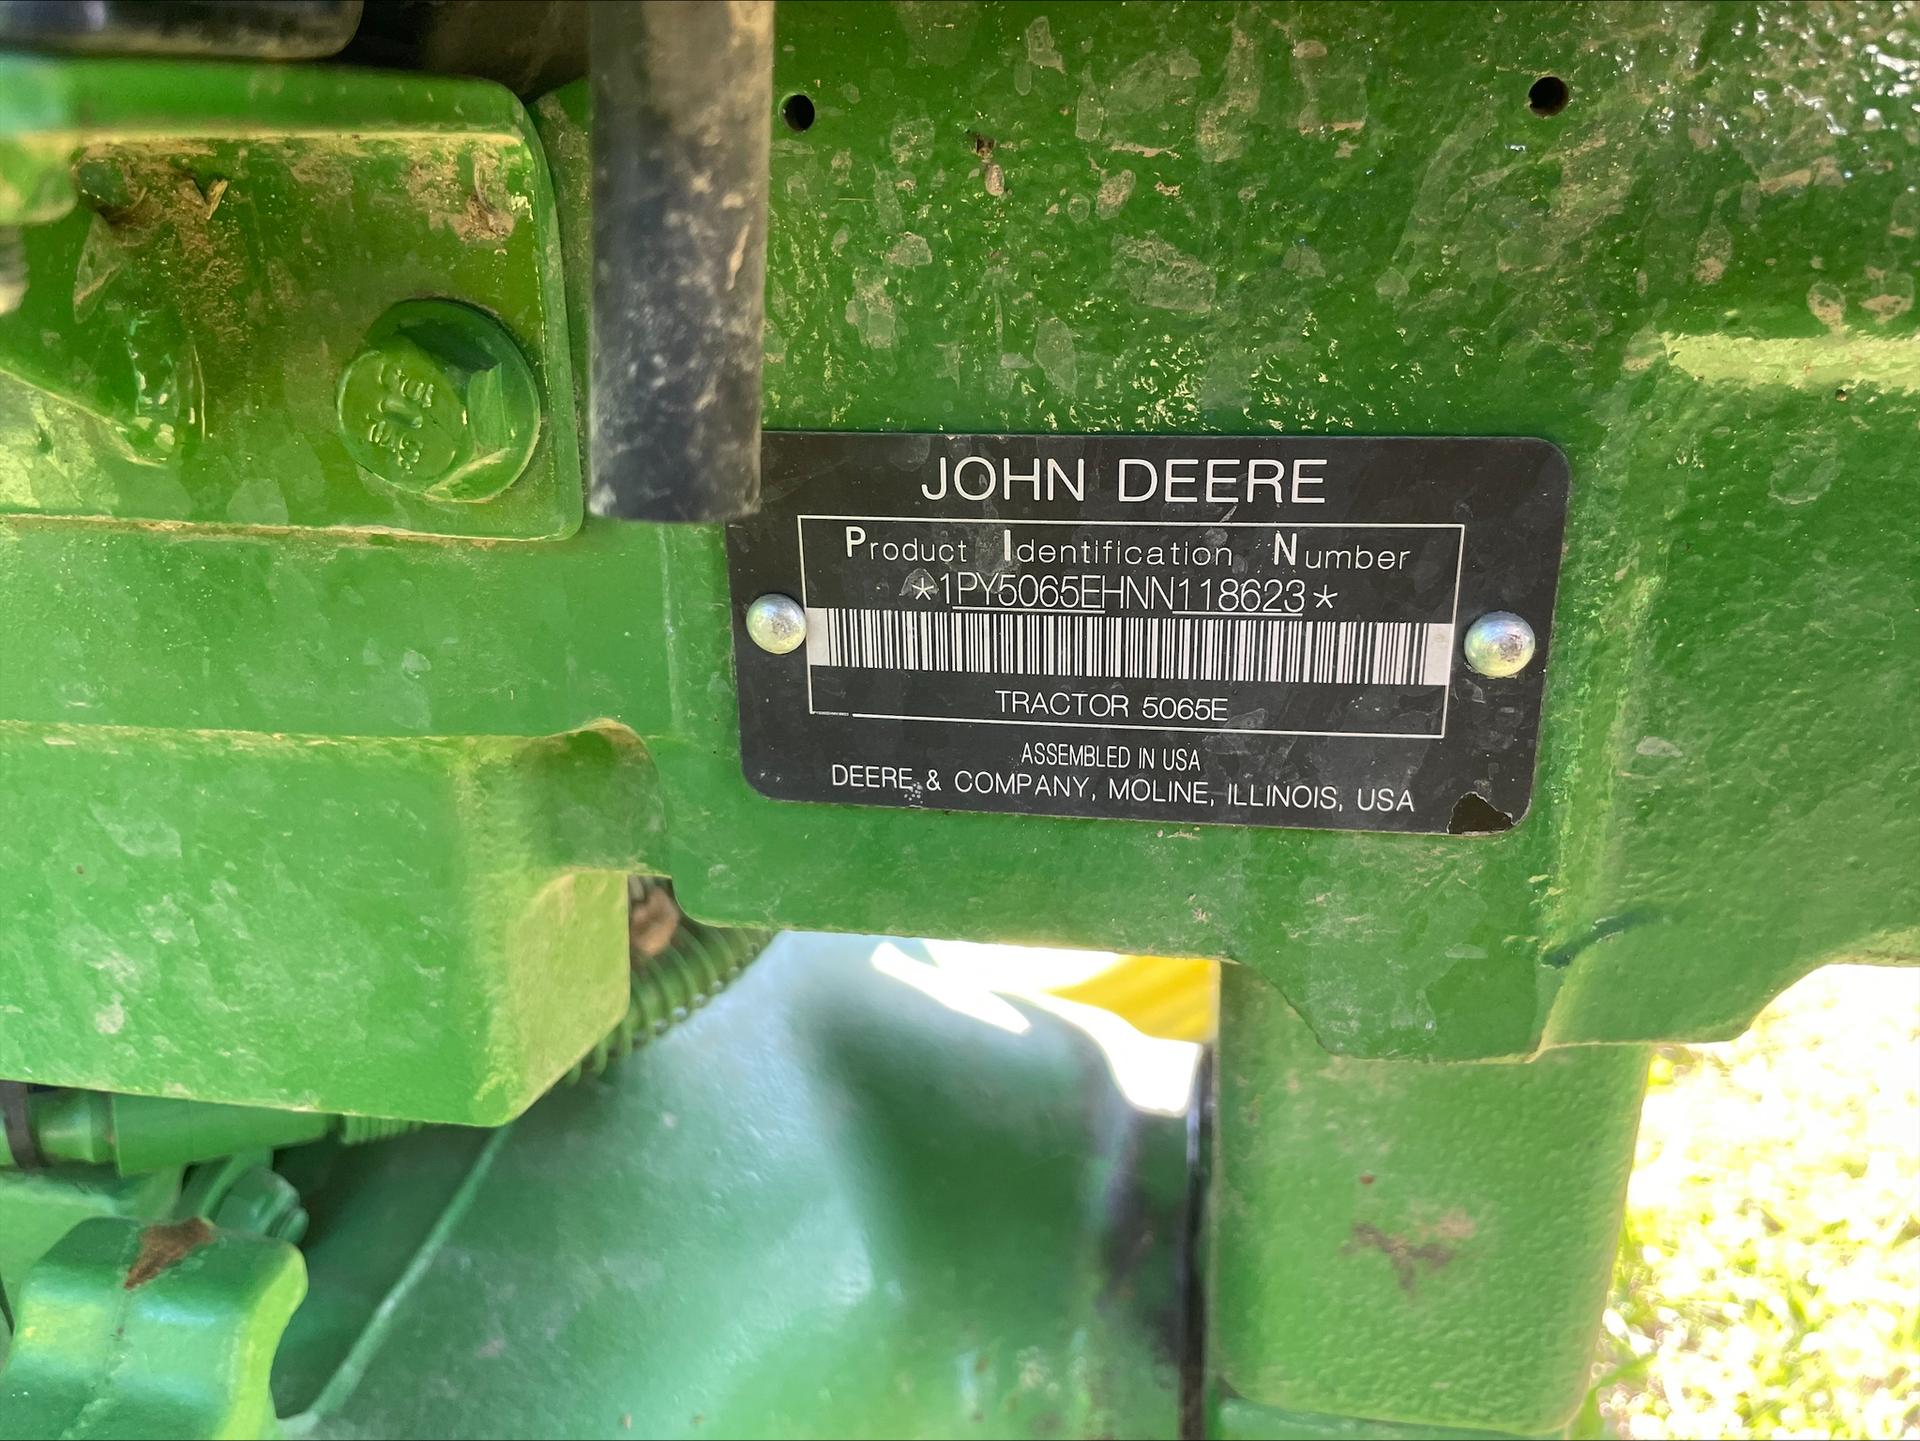 JOHN DEERE
Product Identification Number
*1PY5065EHNN118623*
TRACTOR 5065E
ASSEMBLED IN USA
DEERE & COMPANY, MOLINE, ILLINOIS, USA